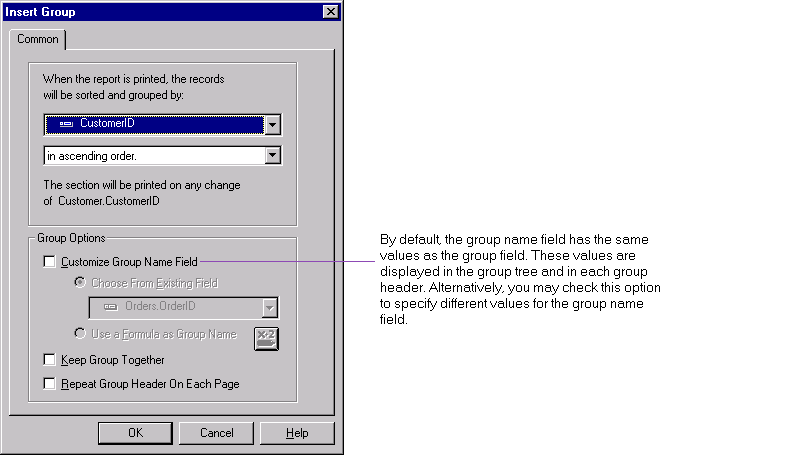 Insert Group
Common
When the report is printed, the records
will be sorted and grouped by:
CustomerID
in ascending order.
The section will be printed on any change
of Customer.CustomerID
Group Options
Customize Group Name Field
Choose From Existing Field
Orders.OrderID
Use a Formula as Group Name
X+2
Keep Group Together
Repeat Group Header On Each Page
OK
Cancel
Help
By default, the group name field has the same
values as the group field. These values are
displayed in the group tree and in each group
header. Alternatively, you may check this option
to specify different values for the group name
field.